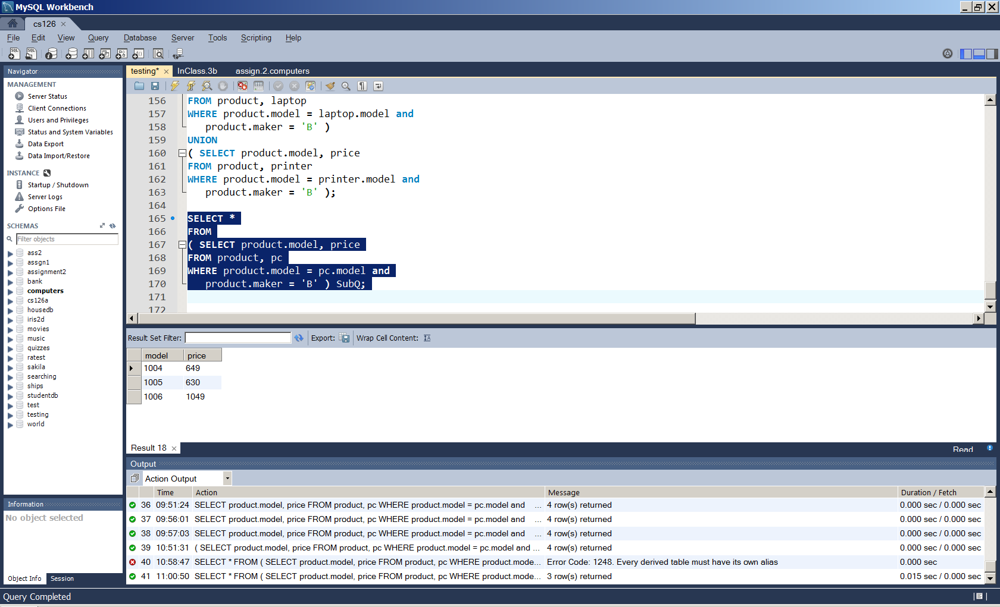 MySQL Workbench
cs126
File Edit View Query Database Server Tools Scripting Help
Navigator
MANAGEMENT
Server Status
Client Connections
Users and Privileges
Status and System Variables
Data Export
Data Import/Restore
INSTANCE
Startup / Shutdown
Server Logs
Options File
SCHEMAS
Filter objects
ass2
assgn1
assignment2
bank
computers
cs126a
housedb
iris2d
movies
music
quizzes
ratest
sakila
searching
ships
studentdb
test
testing
world
Information
No object selected
Object Info Session
testing* InClass.3b assign.2.computers
156 FROM product, laptop
157 WHERE product.model = laptop.model and
158 product.maker = 'B' )
159 UNION
160 ( SELECT product.model, price
161 FROM product, printer
162 WHERE product.model = printer.model and
163 product.maker = 'B' );
164
165 SELECT *
166 FROM
167 ( SELECT product.model, price
168 FROM product, pc
169 WHERE product.model = pc.model and
170 product.maker = 'B' ) SubQ;
171
172
Result Set Filter: Export: Wrap Cell Content:
model price
1004 649
1005 630
1006 1049
Result 18 Read
Output
Action Output
Time Action Message Duration / Fetch
36 09:51:24 SELECT product.model, price FROM product, pc WHERE product.model = pc.model and ... 4 row(s) returned 0.000 sec / 0.000 sec
37 09:56:01 SELECT product.model, price FROM product, pc WHERE product.model = pc.model and ... 4 row(s) returned 0.000 sec / 0.000 sec
38 09:57:03 SELECT product.model, price FROM product, pc WHERE product.model = pc.model and ... 4 row(s) returned 0.000 sec / 0.000 sec
39 10:51:31 ( SELECT product.model, price FROM product, pc WHERE product.model = pc.model and ... 4 row(s) returned 0.000 sec / 0.000 sec
40 10:58:47 SELECT * FROM ( SELECT product.model, price FROM product, pc WHERE product.mode... Error Code: 1248. Every derived table must have its own alias 0.000 sec
41 11:00:50 SELECT * FROM ( SELECT product.model, price FROM product, pc WHERE product.mode... 3 row(s) returned 0.015 sec / 0.000 sec
Query Completed